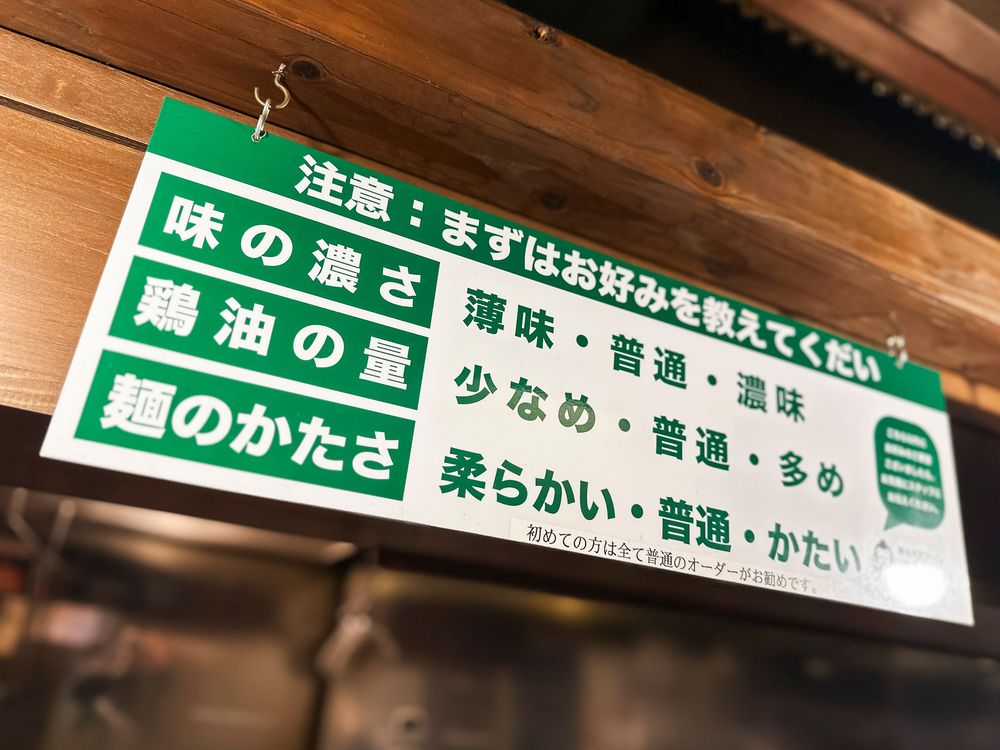 注意：まずはお好みを教えてくだい
味の濃さ
薄味・普通・濃味
鶏油の量
少なめ・普通・多め
麺のかたさ
柔らかい・普通・かたい
初めての方は全て普通のオーダーがお勧めです。